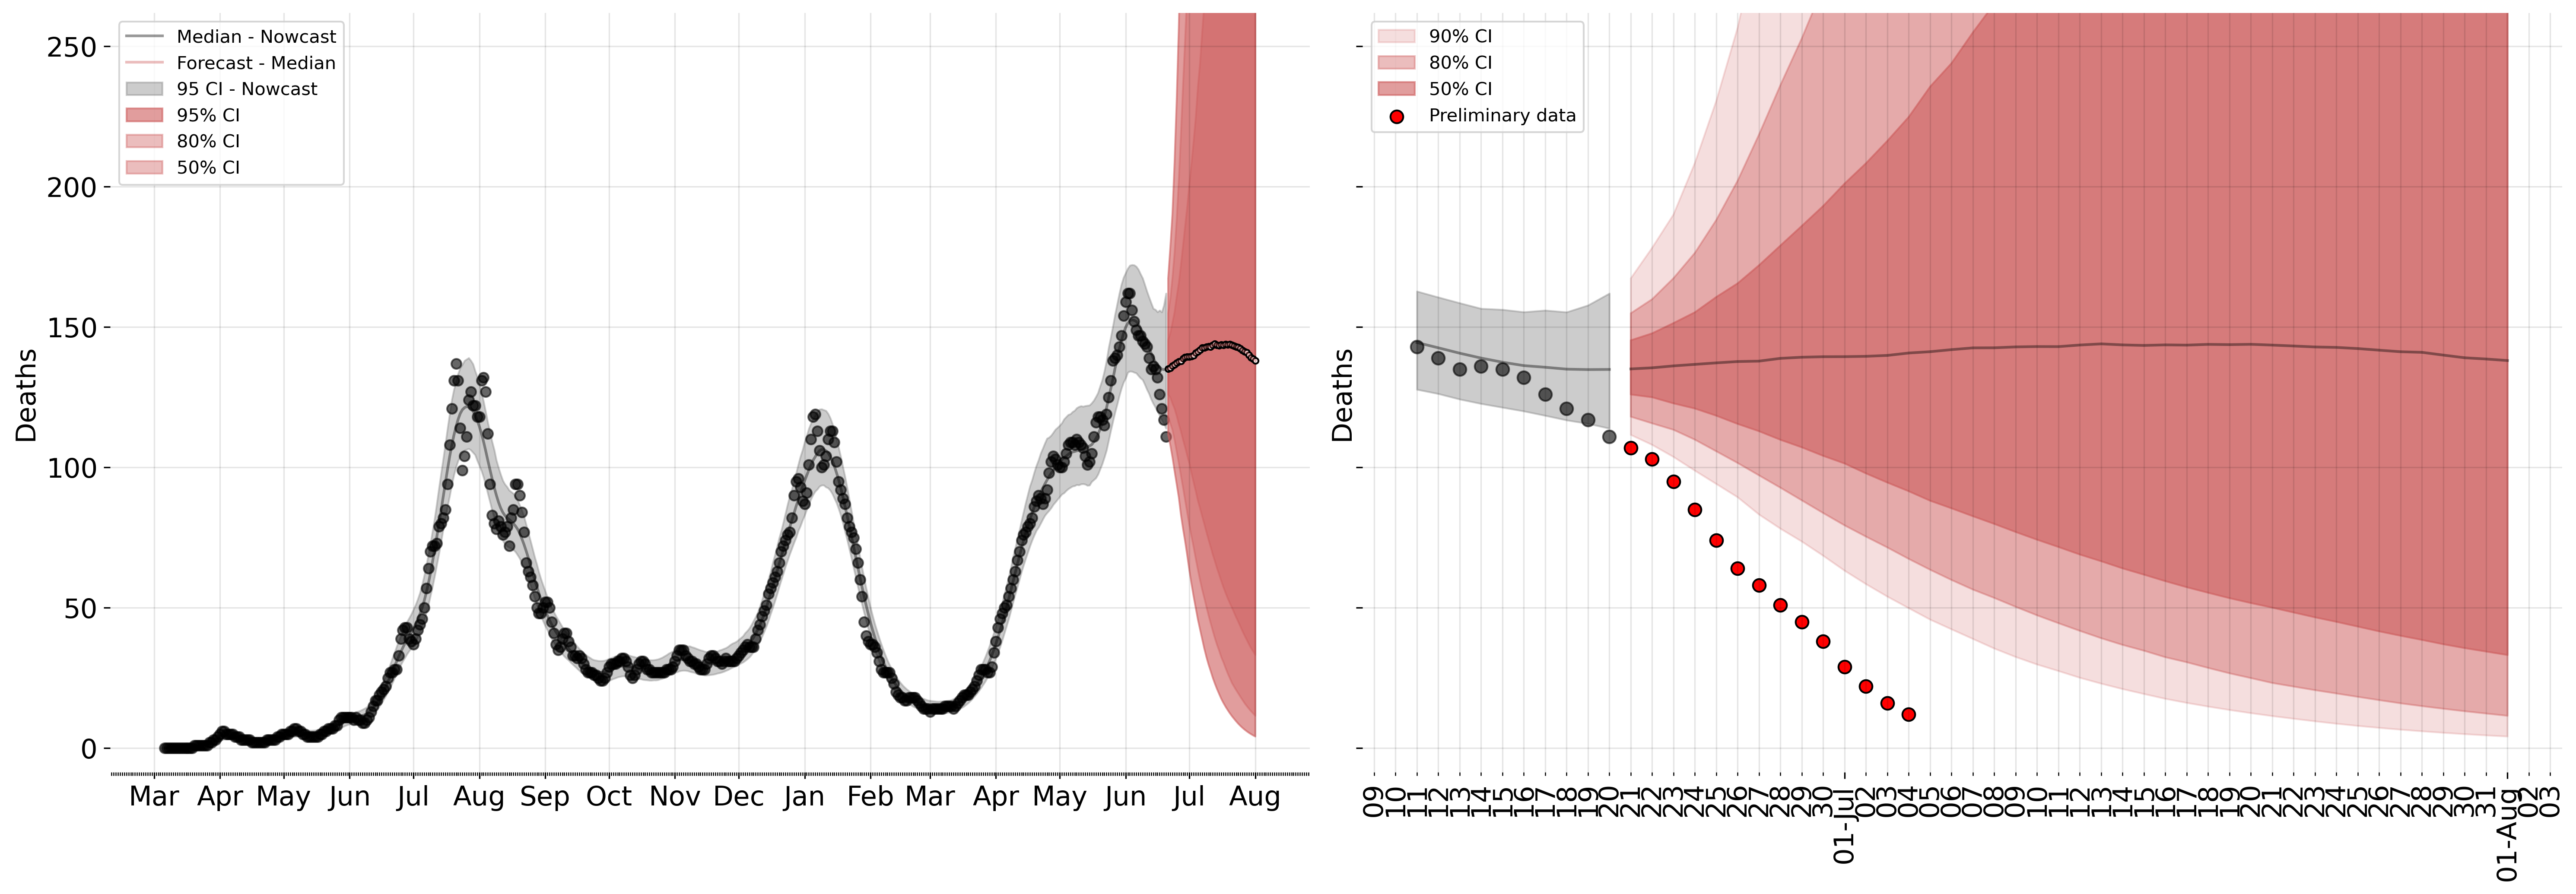 Median - Nowcast
Forecast - Median
95 CI - Nowcast
95% CI
80% CI
50% CI
Deaths
250
200
150
100
50
0
Mar Apr May Jun Jul Aug Sep Oct Nov Dec Jan Feb Mar Apr May Jun Jul Aug
90% CI
80% CI
50% CI
Preliminary data
Deaths
09 10 11 12 13 14 15 16 17 18 19 20 21 22 23 24 25 26 27 28 29 30 01-Jul 02 03 04 05 06 07 08 09 10 11 12 13 14 15 16 17 18 19 20 21 22 23 24 25 26 27 28 29 30 31 01-Aug 02 03